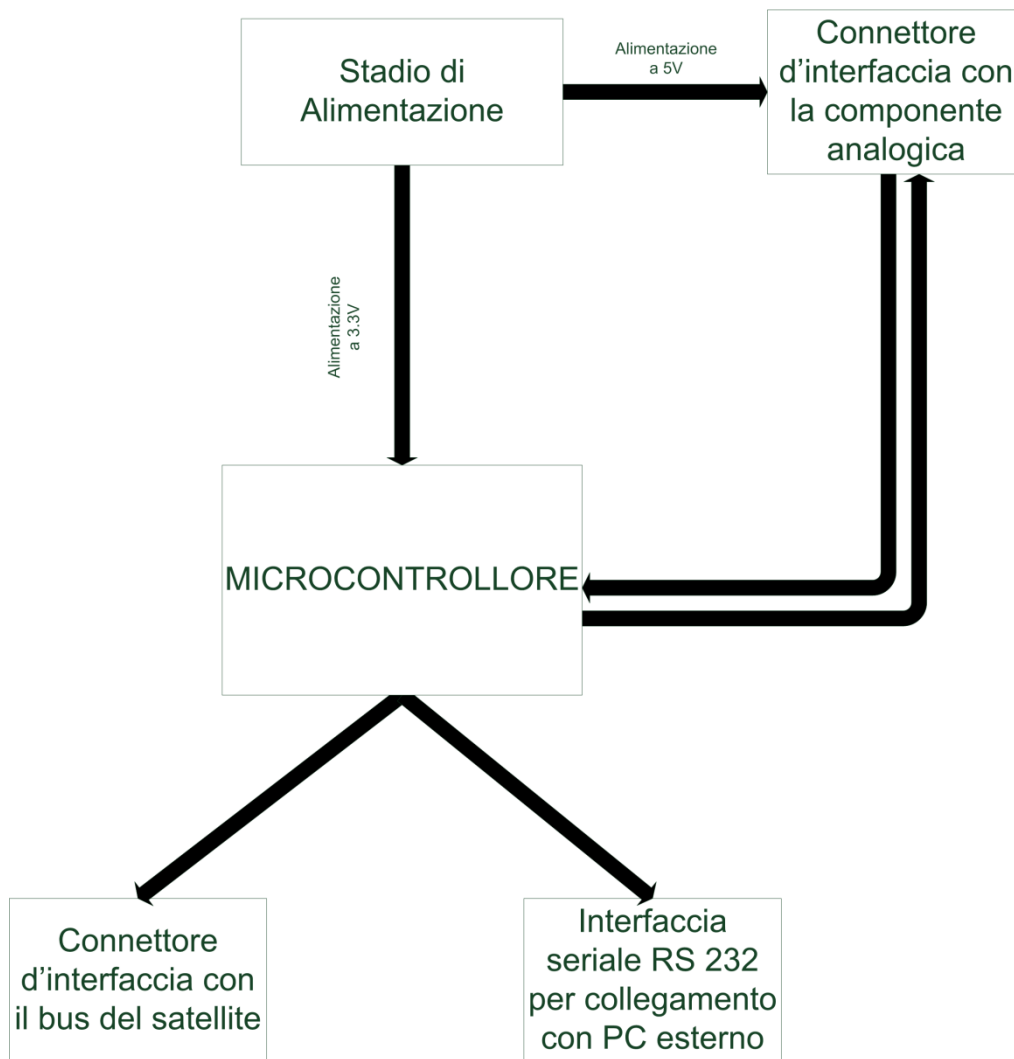 Stadio di
Alimentazione
Alimentazione
a 5V
Connettore
d'interfaccia con
la componente
analogica
Alimentazione
a 3.3V
MICROCONTROLLORE
Connettore
d'interfaccia con
il bus del satellite
Interfaccia
seriale RS 232
per collegamento
con PC esterno